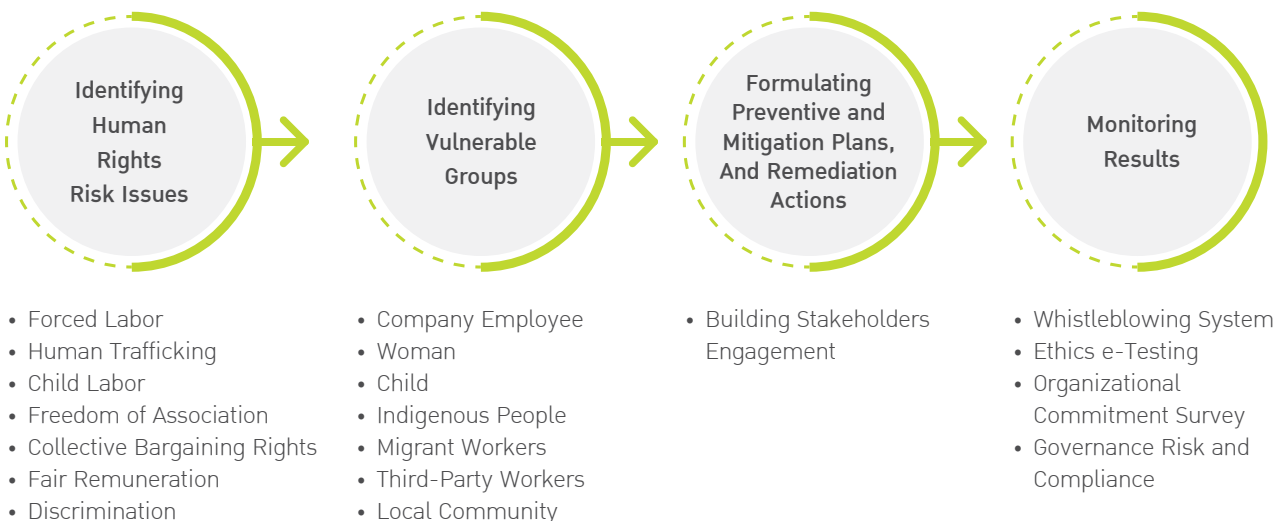 Identifying
Human
Rights
Risk Issues
Identifying
Vulnerable
Groups
Formulating
Preventive and
Mitigation Plans,
And Remediation
Actions
Monitoring
Results
• Forced Labor
• Human Trafficking
• Child Labor
• Freedom of Association
• Collective Bargaining Rights
• Fair Remuneration
• Discrimination
• Company Employee
• Woman
• Child
• Indigenous People
• Migrant Workers
• Third-Party Workers
• Local Community
• Building Stakeholders
Engagement
• Whistleblowing System
• Ethics e-Testing
• Organizational
Commitment Survey
• Governance Risk and
Compliance